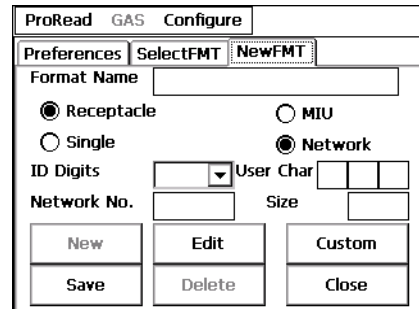 ProRead GAS Configure
Preferences SelectFMT NewFMT
Format Name
Receptacle MIU
Single Network
ID Digits User Char
Network No. Size
New Edit Custom
Save Delete Close